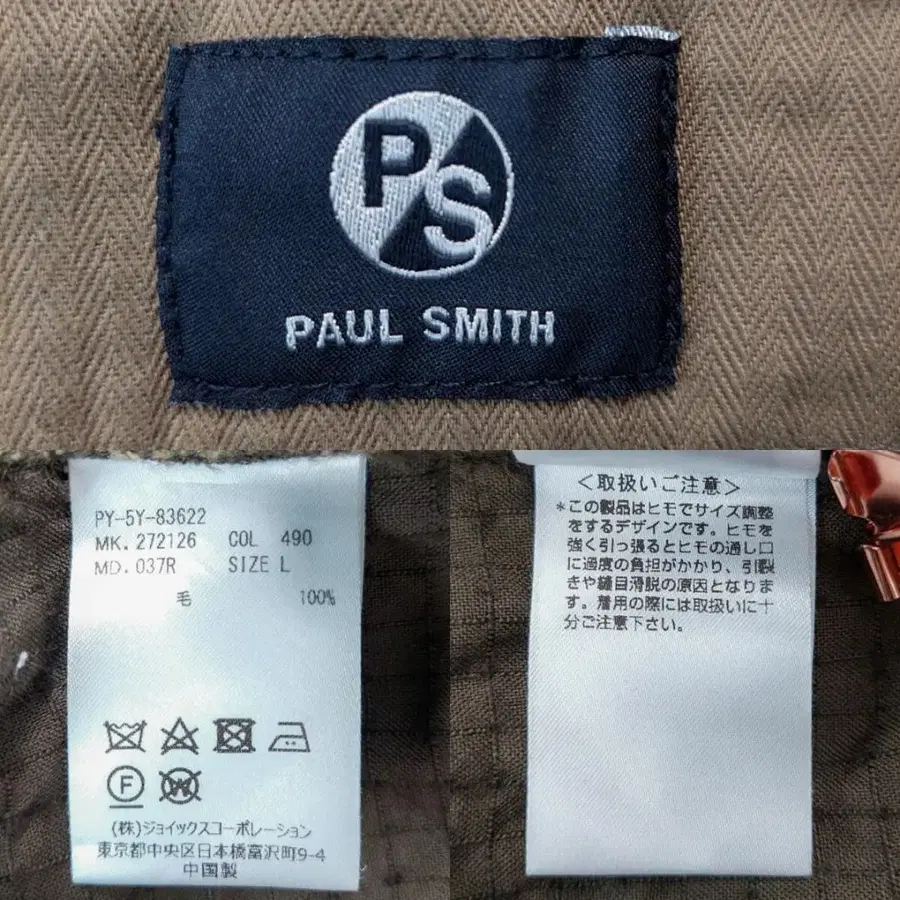 PS
PAUL SMITH
PY-5Y-83622
MK. 272126 COL 490
MD. 037R SIZE L
毛 100%
F
W
(株)ジョイックスコーポレーション
東京都中央区日本橋富沢町9-4
中国製
<取扱いご注意>
*この製品はヒモでサイズ調整
をするデザインです。ヒモを
強く引っ張るとヒモの通し口
に過度の負担がかかり、引裂
きや縫目滑脱の原因となりま
す。着用の際には取扱いに十
分ご注意下さい。